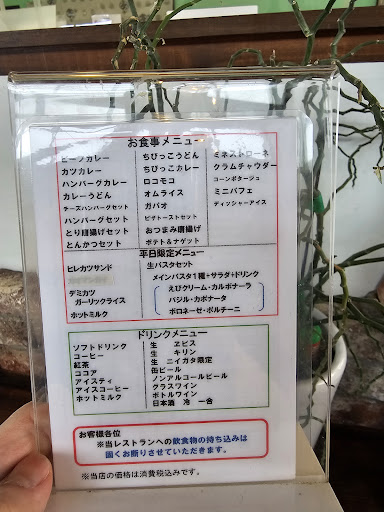 お食事メニュー
ビーフカレー
カツカレー
ハンバーグカレー
カレーうどん
チーズハンバーグセット
ハンバーグセット
とり唐揚げセット
とんかつセット
ちびっこうどん
ちびっこカレー
ロコモコ
オムライス
ガパオ
ピザトーストセット
おつまみ唐揚げ
ポテト&ナゲット
ミネストローネ
クラムチャウダー
コーンポタージュ
ミニパフェ
ディッシャーアイス
平日限定メニュー
ヒレカツサンド
デミカツ
ガーリックライス
ホットミルク
生パスタセット
メインパスタ1種+サラダ+ドリンク
えびクリーム・カルボナーラ
バジル・カポナータ
ボロネーゼ・ポルチーニ
ドリンクメニュー
ソフトドリンク
コーヒー
紅茶
ココア
アイスティ
アイスコーヒー
ホットミルク
生 ヱビス
生 キリン
生 ニイガタ限定
缶ビール
ノンアルコールビール
グラスワイン
ボトルワイン
日本酒 冷 一合
お客様各位
※当レストランへの飲食物の持ち込みは
固くお断りさせていただきます。
※当店の価格は消費税込みです。